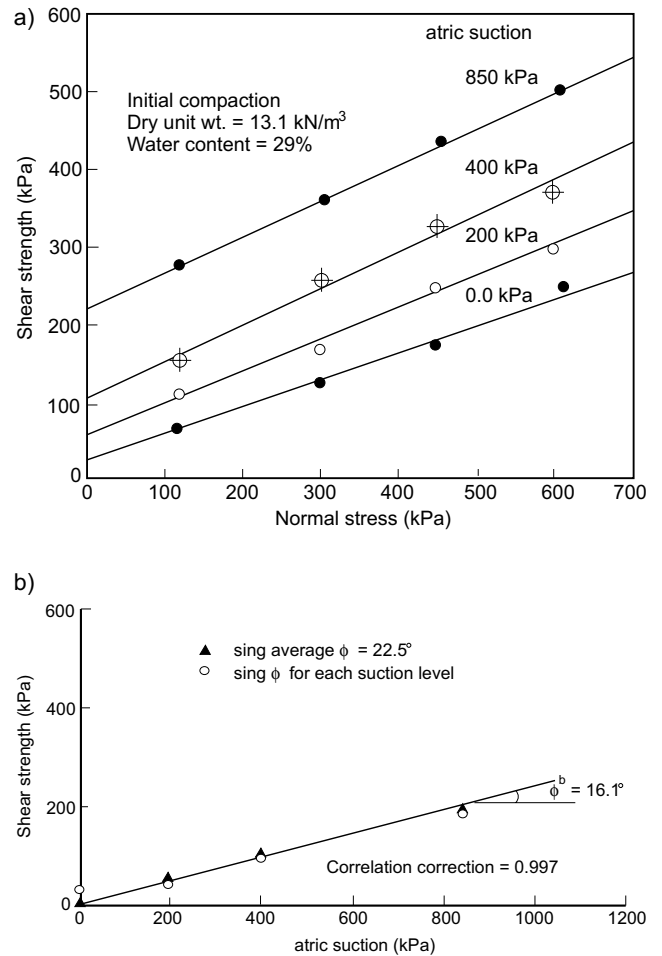 a)
600
500
400
300
200
100
0
Shear strength (kPa)
atric suction
850 kPa
400 kPa
200 kPa
0.0 kPa
Initial compaction
Dry unit wt. = 13.1 kN/m³
Water content = 29%
0 100 200 300 400 500 600 700
Normal stress (kPa)
b)
600
400
200
0
Shear strength (kPa)
sing average ϕ = 22.5°
sing ϕ for each suction level
ϕᵇ = 16.1°
Correlation correction = 0.997
0 200 400 600 800 1000 1200
atric suction (kPa)